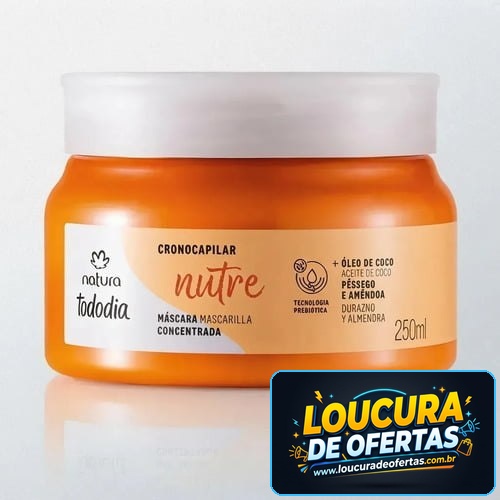 natura
tododia
CRONOCAPILAR
nutre
MÁSCARA MASCARILLA
CONCENTRADA
TECNOLOGIA
PREBIÓTICA
+ ÓLEO DE COCO
ACEITE DE COCO
PÊSSEGO
E AMÊNDOA
DURAZNO
Y ALMENDRA
250ml
LOUCURA
DE OFERTAS
www.loucuradeofertas.com.br